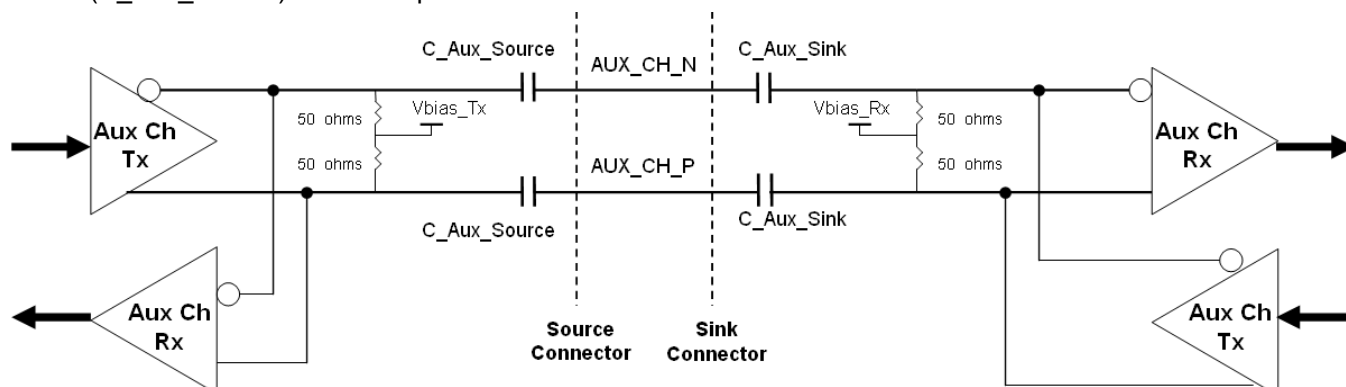 C_Aux_Source
C_Aux_Sink
AUX_CH_N
Vbias_Tx
Vbias_Rx
50 ohms
50 ohms
Aux Ch
Tx
Aux Ch
Rx
50 ohms
50 ohms
AUX_CH_P
C_Aux_Source
C_Aux_Sink
Aux Ch
Rx
Aux Ch
Tx
Source
Connector
Sink
Connector